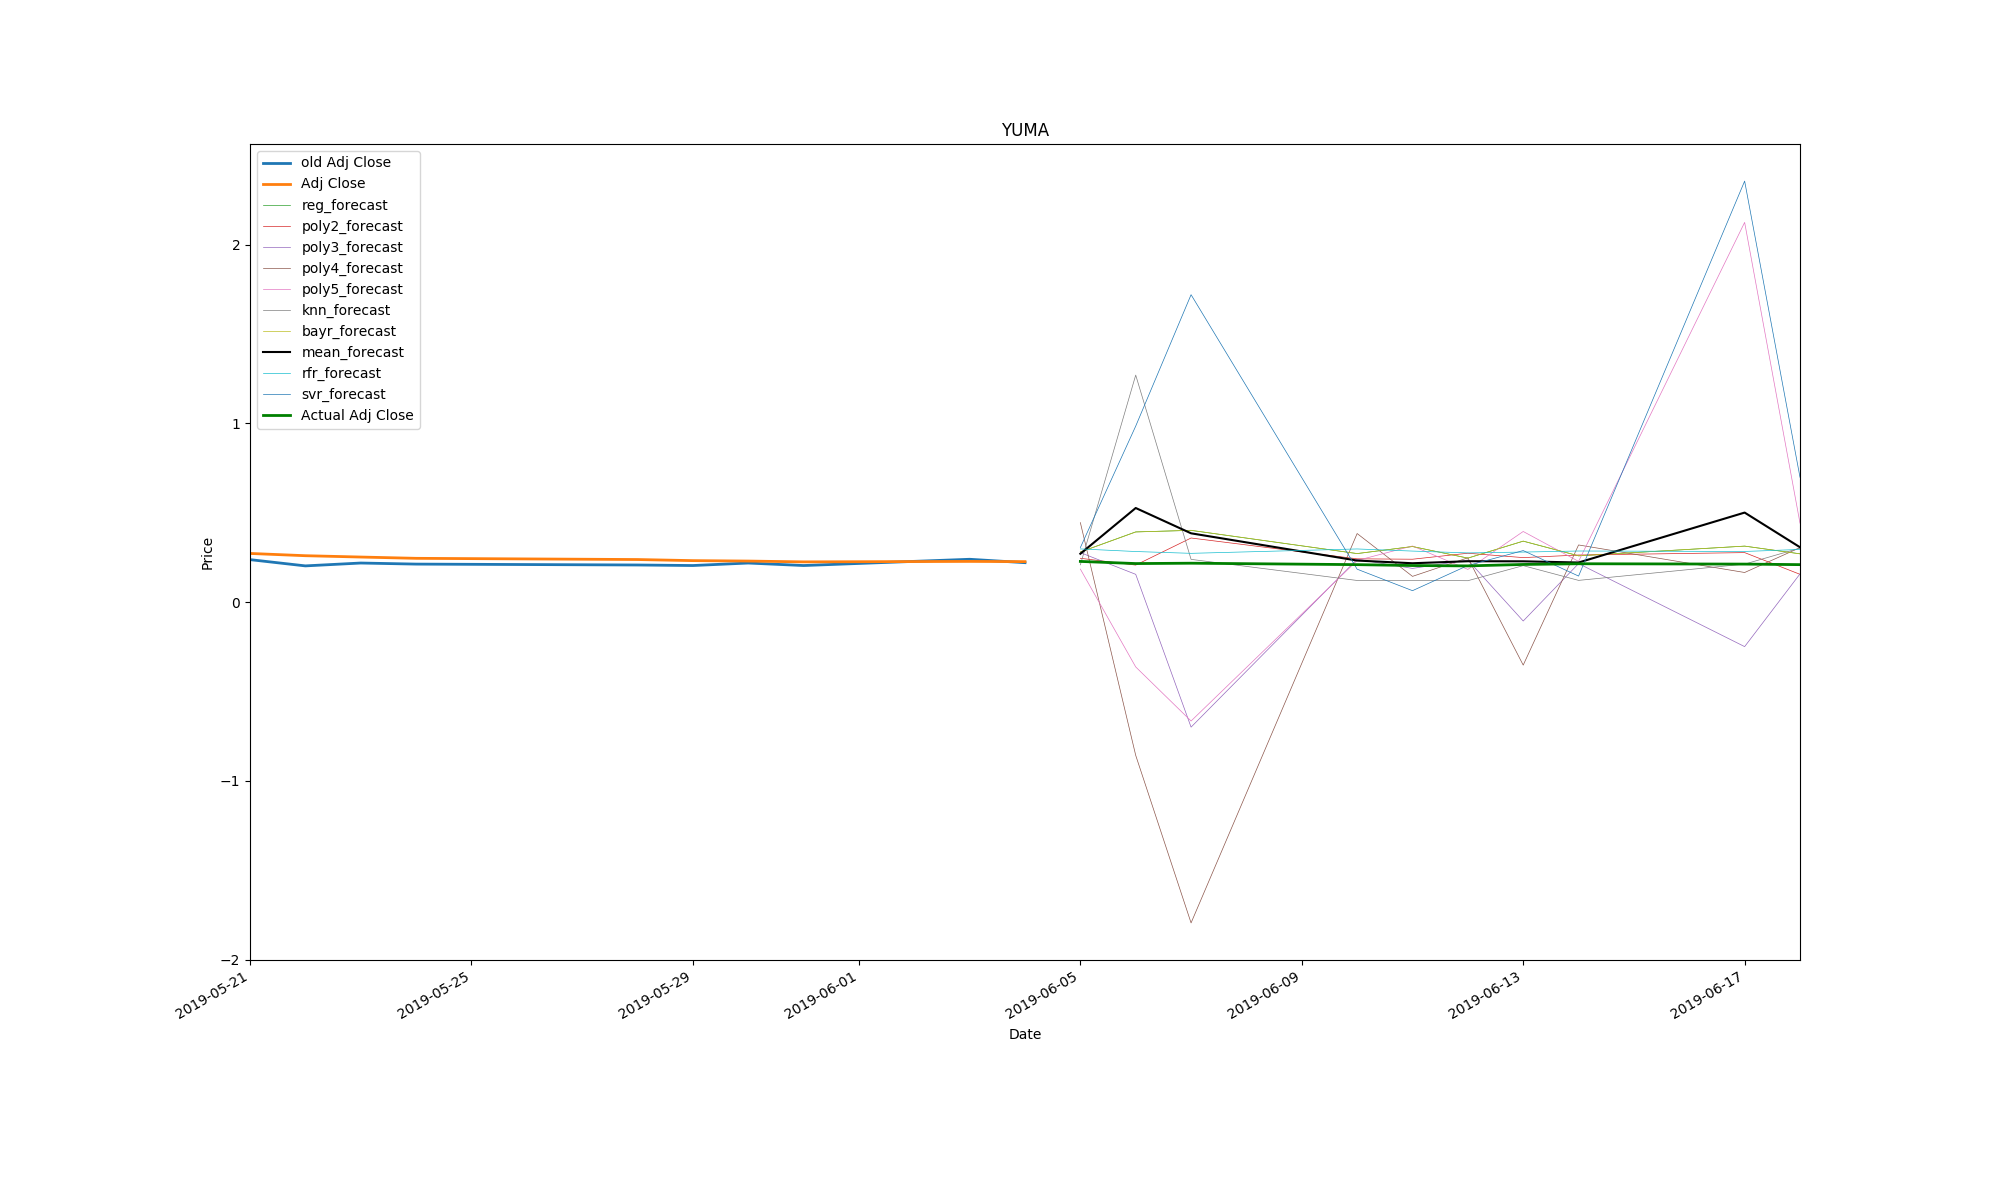 YUMA
old Adj Close
Adj Close
reg_forecast
poly2_forecast
poly3_forecast
poly4_forecast
poly5_forecast
knn_forecast
bayr_forecast
mean_forecast
rfr_forecast
svr_forecast
Actual Adj Close
2
1
0
−1
−2
Price
2019-05-21
2019-05-25
2019-05-29
2019-06-01
2019-06-05
2019-06-09
2019-06-13
2019-06-17
Date